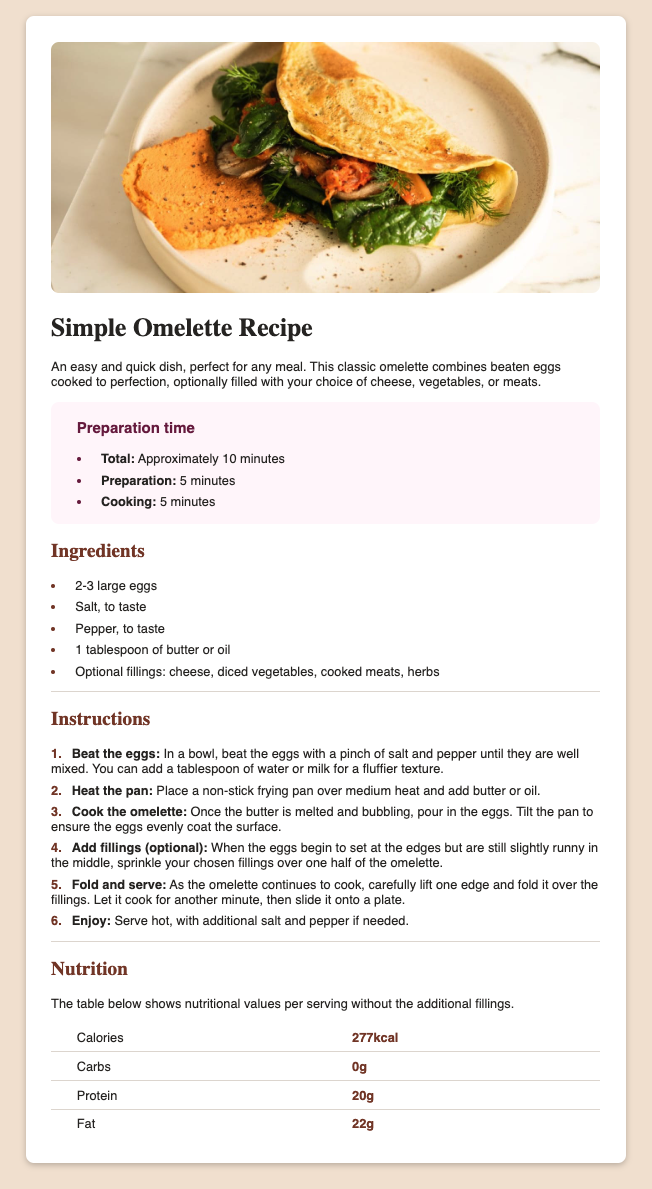 Simple Omelette Recipe
An easy and quick dish, perfect for any meal. This classic omelette combines beaten eggs
cooked to perfection, optionally filled with your choice of cheese, vegetables, or meats.
Preparation time
• Total: Approximately 10 minutes
• Preparation: 5 minutes
• Cooking: 5 minutes
Ingredients
• 2-3 large eggs
• Salt, to taste
• Pepper, to taste
• 1 tablespoon of butter or oil
• Optional fillings: cheese, diced vegetables, cooked meats, herbs
Instructions
1. Beat the eggs: In a bowl, beat the eggs with a pinch of salt and pepper until they are well
mixed. You can add a tablespoon of water or milk for a fluffier texture.
2. Heat the pan: Place a non-stick frying pan over medium heat and add butter or oil.
3. Cook the omelette: Once the butter is melted and bubbling, pour in the eggs. Tilt the pan to
ensure the eggs evenly coat the surface.
4. Add fillings (optional): When the eggs begin to set at the edges but are still slightly runny in
the middle, sprinkle your chosen fillings over one half of the omelette.
5. Fold and serve: As the omelette continues to cook, carefully lift one edge and fold it over the
fillings. Let it cook for another minute, then slide it onto a plate.
6. Enjoy: Serve hot, with additional salt and pepper if needed.
Nutrition
The table below shows nutritional values per serving without the additional fillings.
Calories 277kcal
Carbs 0g
Protein 20g
Fat 22g